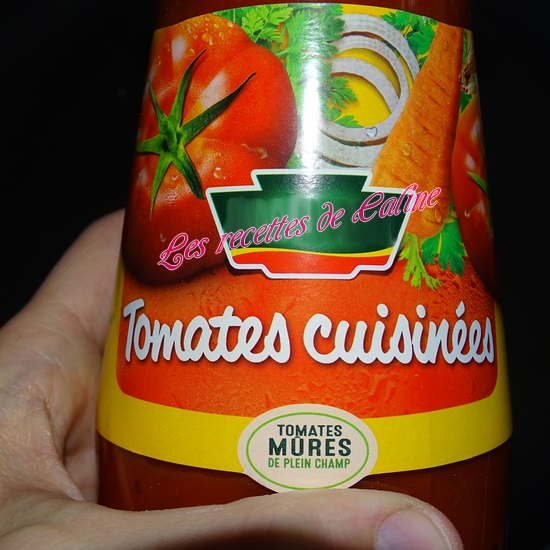 Les recettes de Caline
Tomates cuisinées
TOMATES
MÛRES
DE PLEIN CHAMP